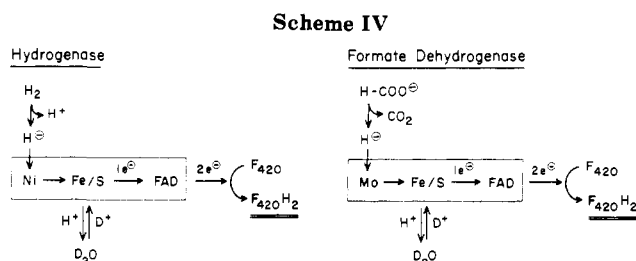 Scheme IV
Hydrogenase
H₂
H⁺
H⊖
Ni → Fe/S 1e⊖ → FAD 2e⊖ → F₄₂₀
F₄₂₀H₂
H⁺ D⁺
D₂O
Formate Dehydrogenase
H-COO⊖
CO₂
H⊖
Mo → Fe/S 1e⊖ → FAD 2e⊖ → F₄₂₀
F₄₂₀H₂
H⁺ D⁺
D₂O